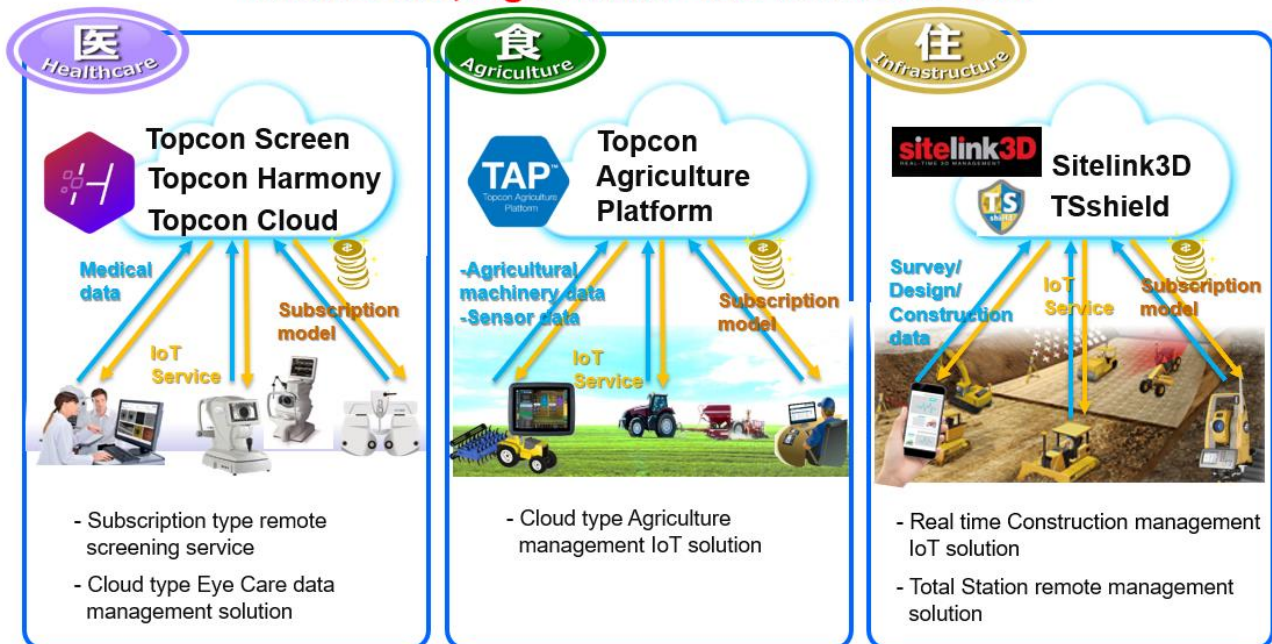 医
Healthcare
Topcon Screen
Topcon Harmony
Topcon Cloud
Medical
data
IoT
Service
Subscription
model
- Subscription type remote
screening service
- Cloud type Eye Care data
management solution
食
Agriculture
TAP™
Topcon Agriculture
Platform
Topcon
Agriculture
Platform
-Agricultural
machinery data
-Sensor data
IoT
Service
Subscription
model
- Cloud type Agriculture
management IoT solution
住
Infrastructure
sitelink3D
REAL-TIME 3D MANAGEMENT
TS
shield
Sitelink3D
TSshield
Survey/
Design/
Construction
data
IoT
Service
Subscription
model
- Real time Construction management
IoT solution
- Total Station remote management
solution